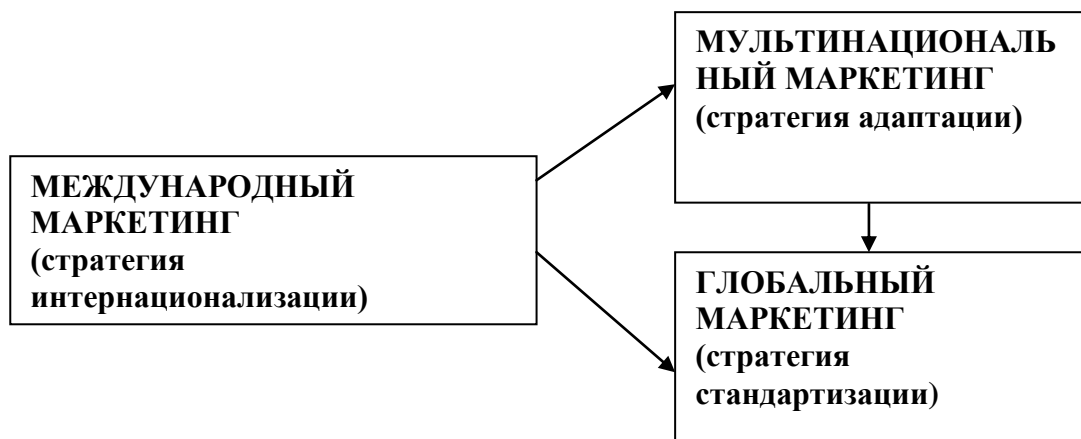 МУЛЬТИНАЦИОНАЛЬ
НЫЙ МАРКЕТИНГ
(стратегия адаптации)
МЕЖДУНАРОДНЫЙ
МАРКЕТИНГ
(стратегия
интернационализации)
ГЛОБАЛЬНЫЙ
МАРКЕТИНГ
(стратегия
стандартизации)